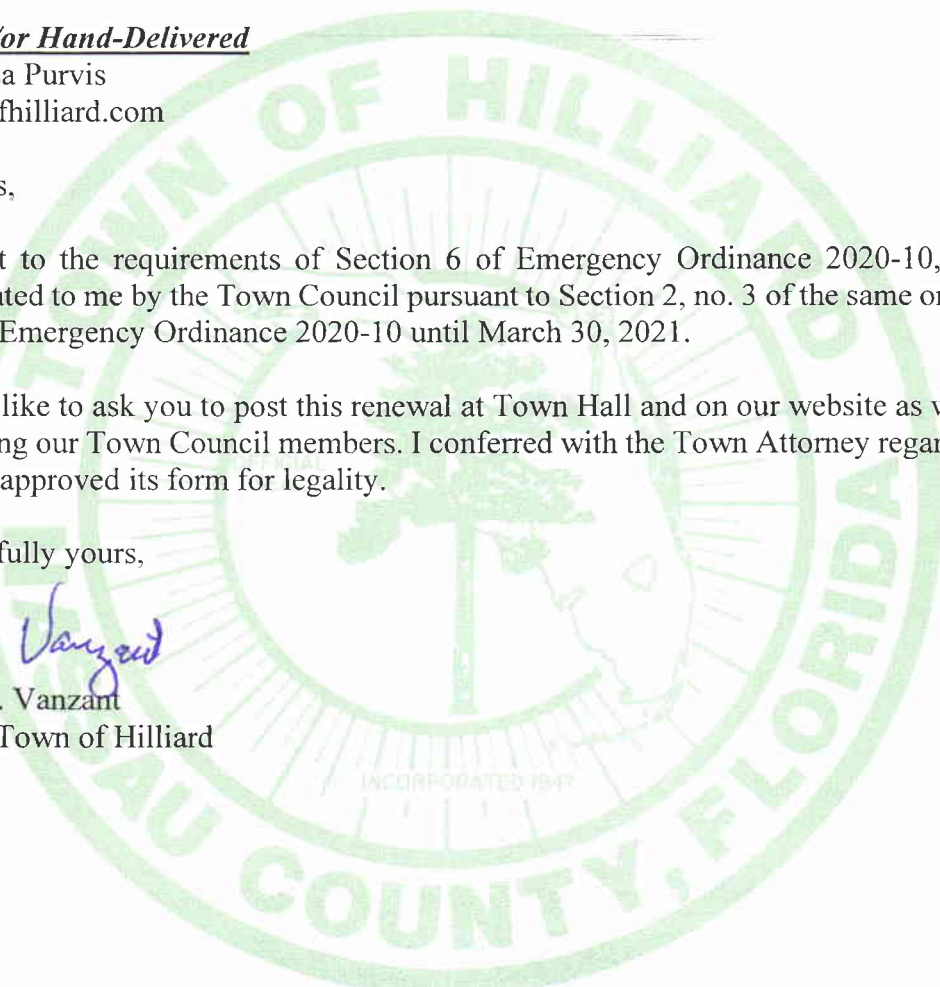 /or Hand-Delivered
a Purvis
fhilliard.com
s,
t to the requirements of Section 6 of Emergency Ordinance 2020-10,
ated to me by the Town Council pursuant to Section 2, no. 3 of the same or
Emergency Ordinance 2020-10 until March 30, 2021.
like to ask you to post this renewal at Town Hall and on our website as w
ng our Town Council members. I conferred with the Town Attorney regar
approved its form for legality.
fully yours,
Vanzant
. Vanzant
Town of Hilliard
TOWN OF HILLIARD
INCORPORATED 1947
SAU COUNTY, FLORIDA